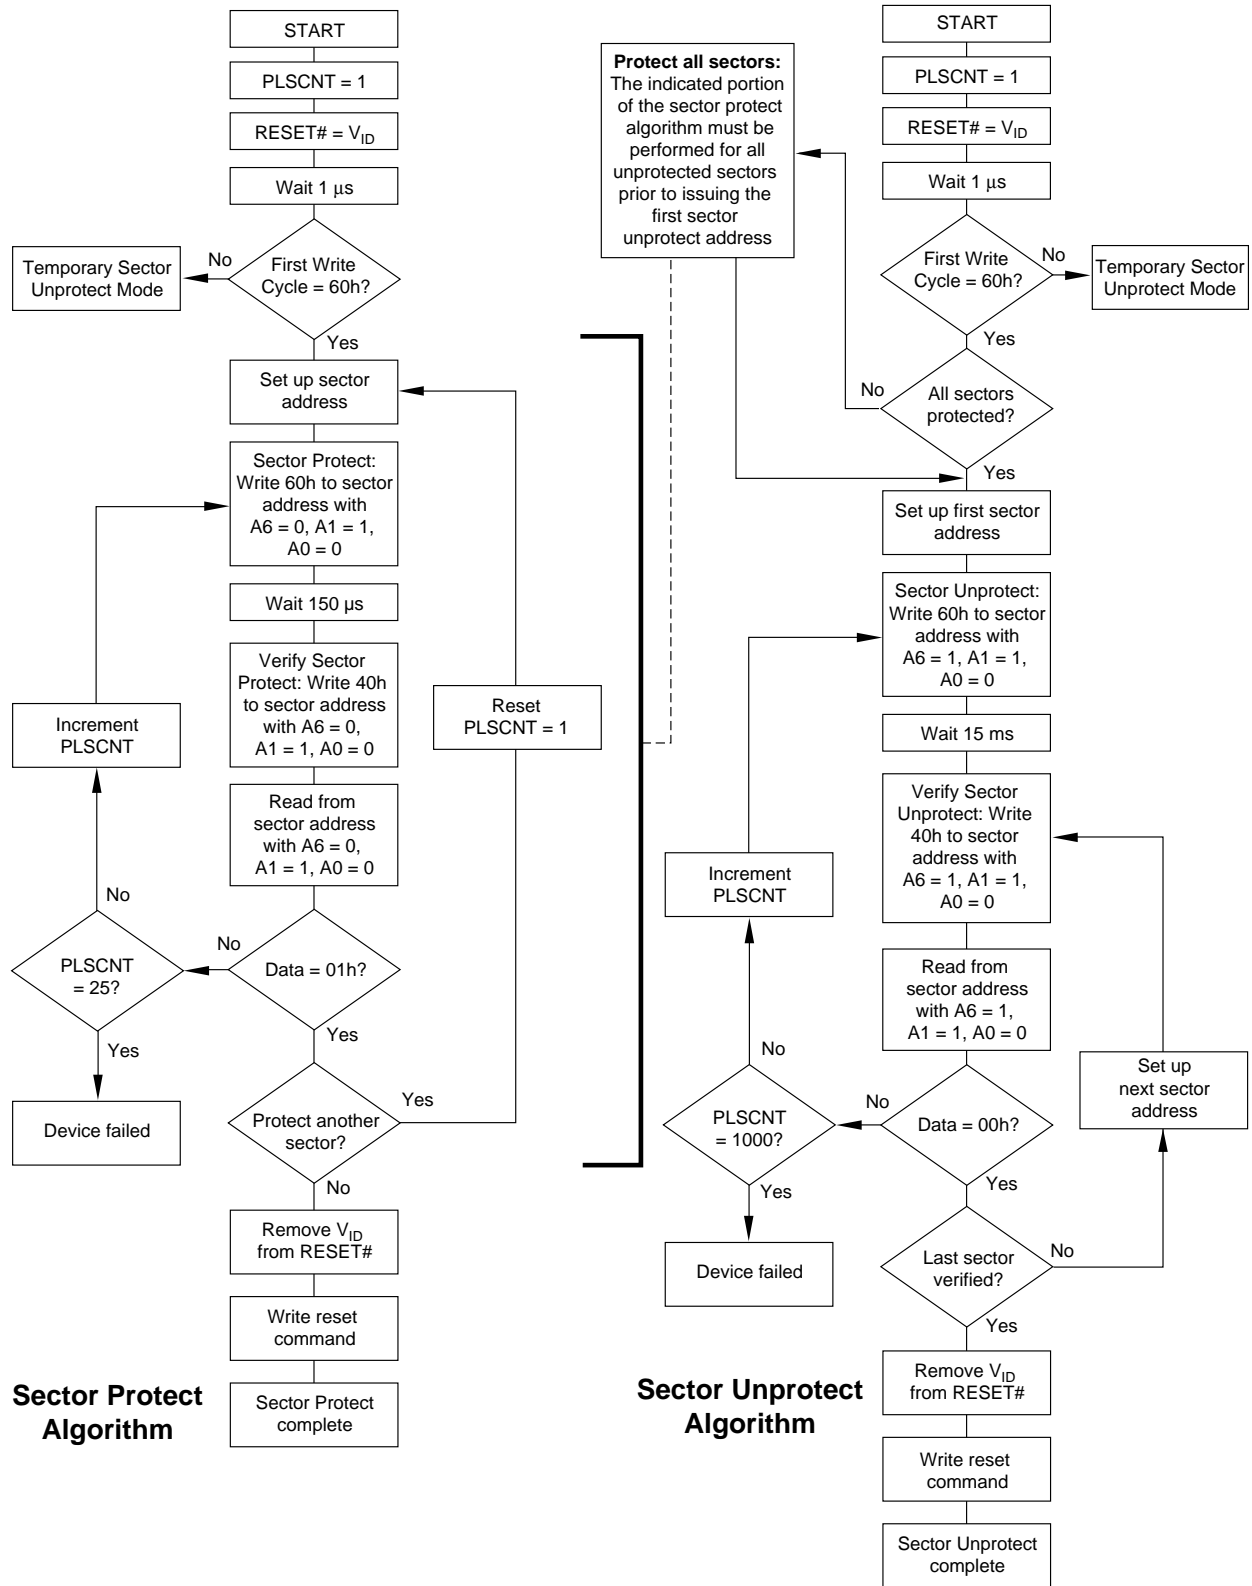 START
PLSCNT = 1
RESET# = VID
Wait 1 μs
First Write
Cycle = 60h?
No
Temporary Sector
Unprotect Mode
Yes
Set up sector
address
Sector Protect:
Write 60h to sector
address with
A6 = 0, A1 = 1,
A0 = 0
Wait 150 µs
Verify Sector
Protect: Write 40h
to sector address
with A6 = 0,
A1 = 1, A0 = 0
Reset
PLSCNT = 1
Increment
PLSCNT
Read from
sector address
with A6 = 0,
A1 = 1, A0 = 0
No
PLSCNT
= 25?
No
Data = 01h?
Yes
Yes
Device failed
Protect another
sector?
Yes
No
Remove VID
from RESET#
Write reset
command
Sector Protect
complete
Sector Protect
Algorithm
Protect all sectors:
The indicated portion
of the sector protect
algorithm must be
performed for all
unprotected sectors
prior to issuing the
first sector
unprotect address
START
PLSCNT = 1
RESET# = VID
Wait 1 μs
First Write
Cycle = 60h?
No
Temporary Sector
Unprotect Mode
Yes
No
All sectors
protected?
Yes
Set up first sector
address
Sector Unprotect:
Write 60h to sector
address with
A6 = 1, A1 = 1,
A0 = 0
Wait 15 ms
Verify Sector
Unprotect: Write
40h to sector
address with
A6 = 1, A1 = 1,
A0 = 0
Increment
PLSCNT
Read from
sector address
with A6 = 1,
A1 = 1, A0 = 0
No
Set up
next sector
address
PLSCNT
= 1000?
No
Data = 00h?
Yes
Yes
Device failed
Last sector
verified?
No
Yes
Remove VID
from RESET#
Write reset
command
Sector Unprotect
complete
Sector Unprotect
Algorithm